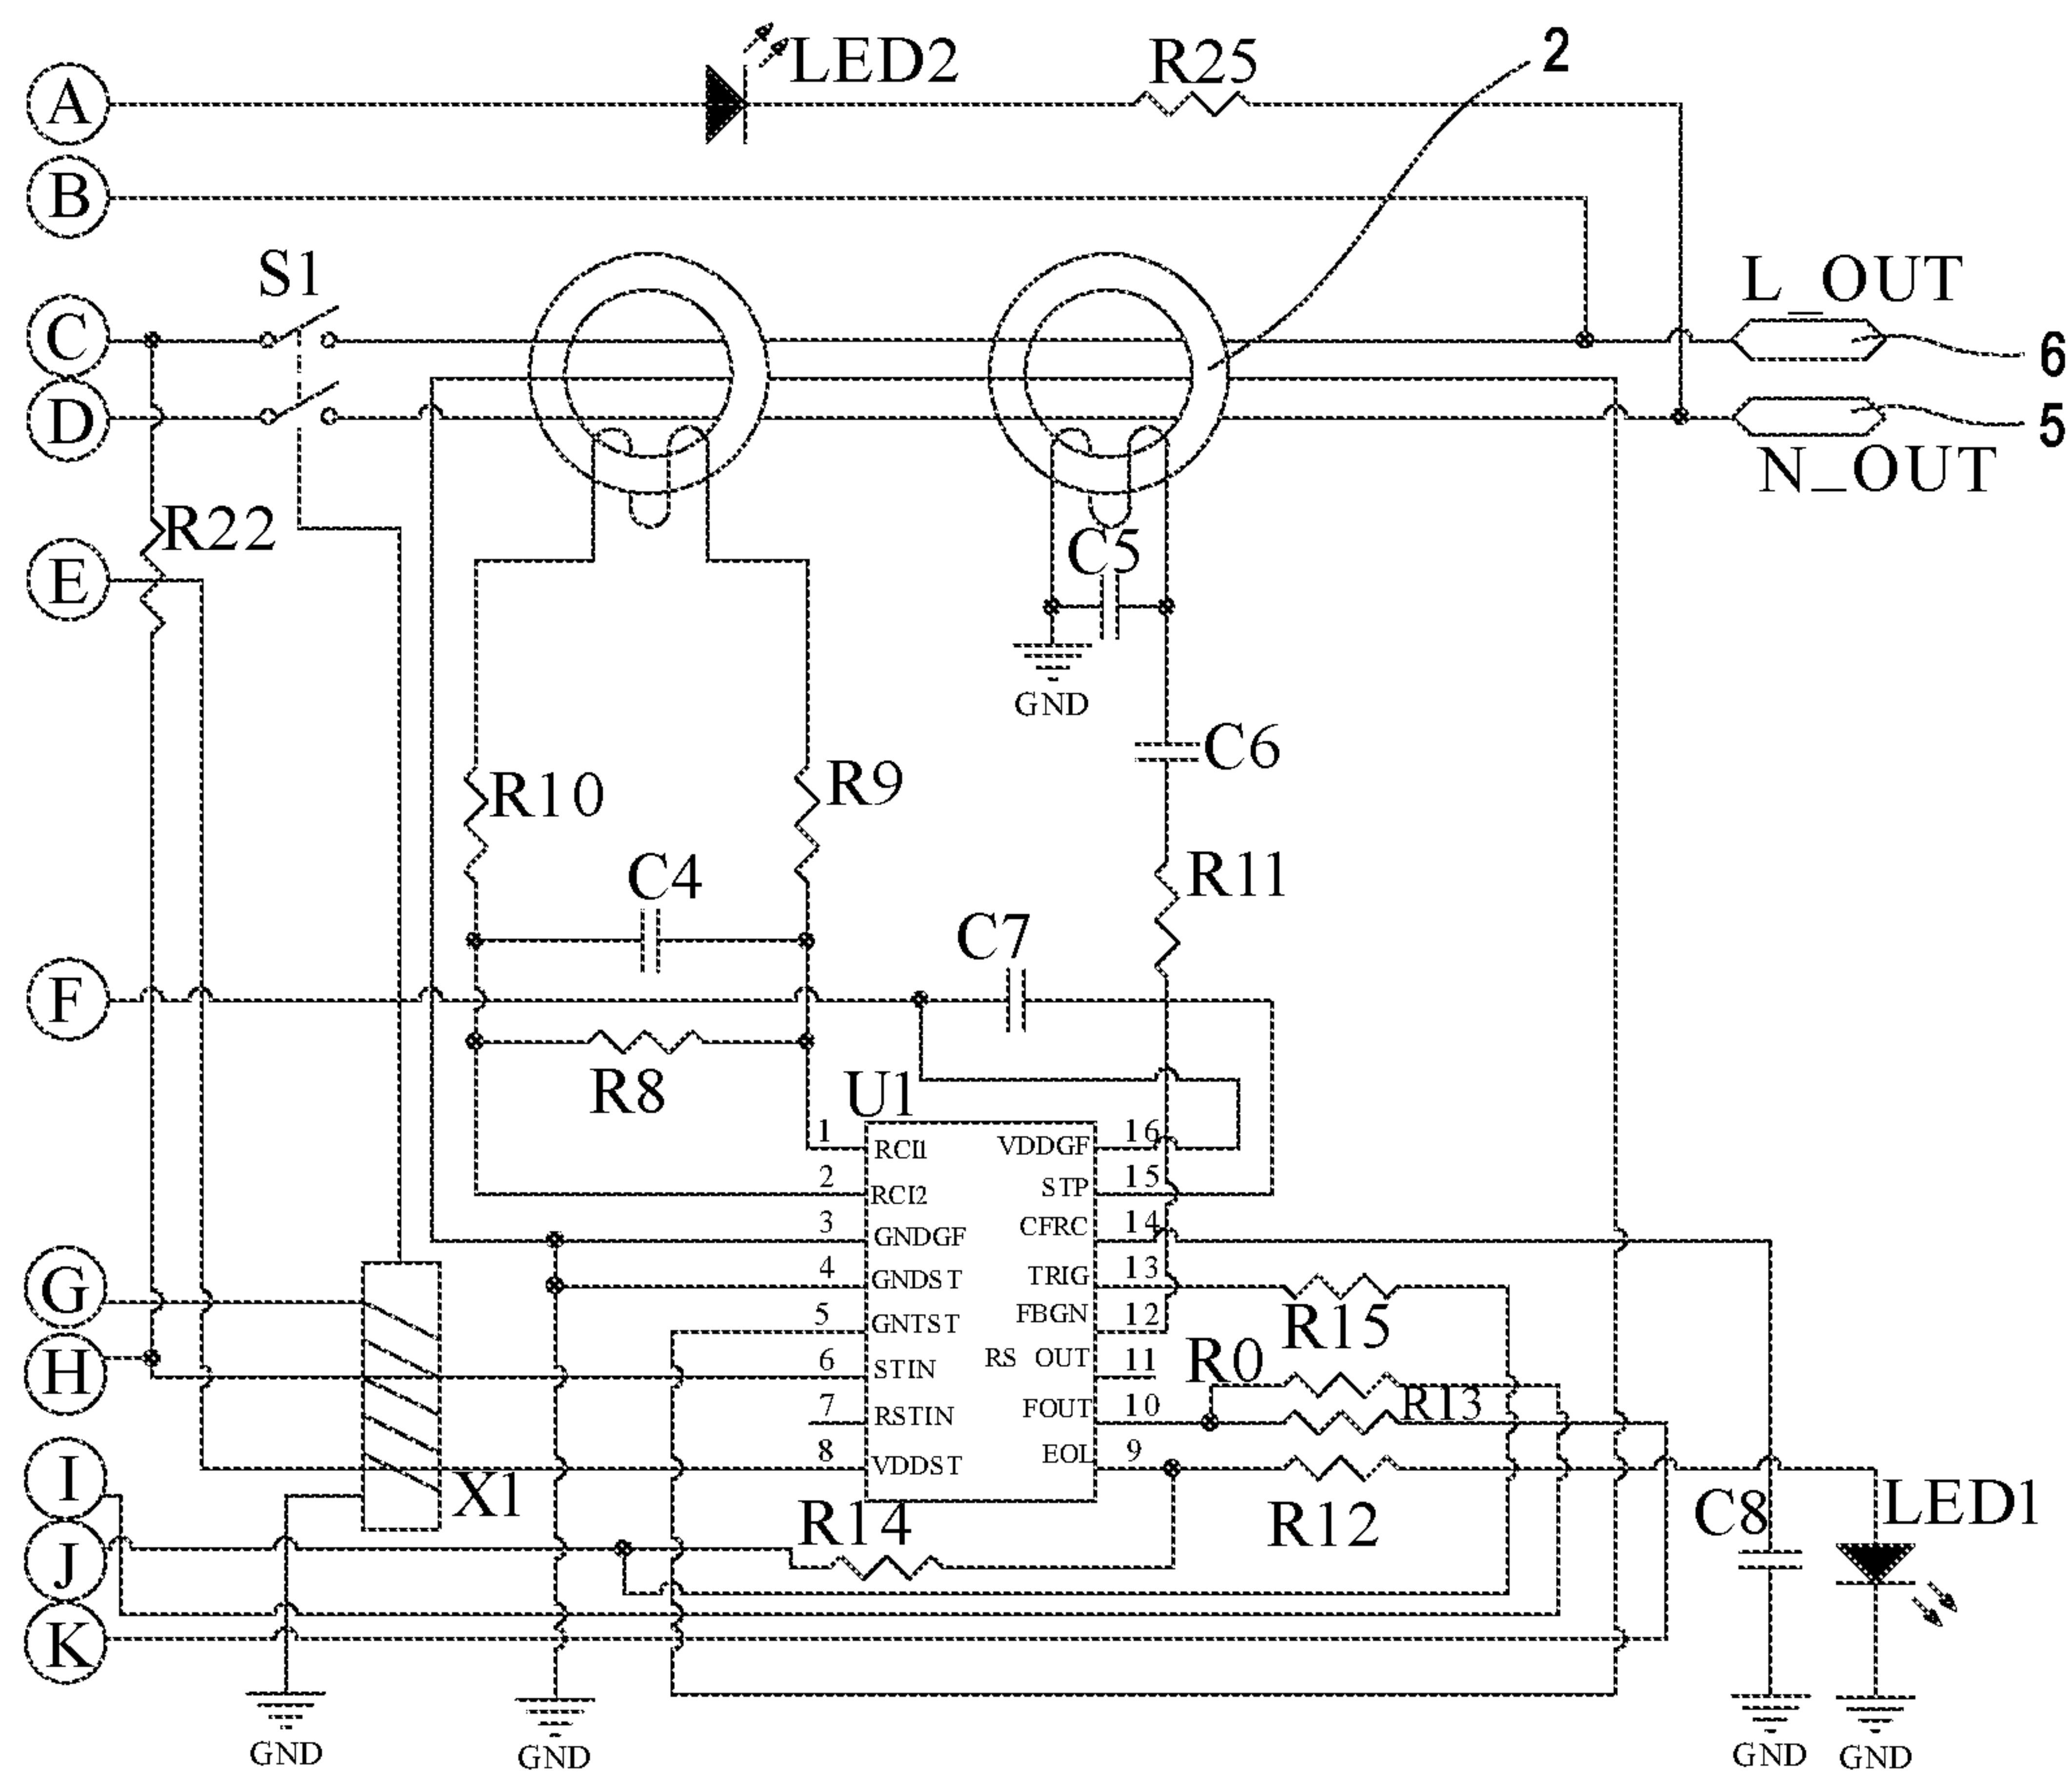 A
LED2
R25
2
B
S1
L_OUT
C
6
D
5
N_OUT
R22
C5
E
GND
C6
R10
R9
R11
C4
C7
F
R8
U1
1
RCI1
VDDGF
16
2
RCI2
STP
15
3
GNDGF
CFRC
14
4
GNDST
TRIG
13
5
GNTST
FBGN
12
6
STIN
RS OUT
11
7
RSTIN
FOUT
10
8
VDDST
EOL
9
G
R15
H
R0
R13
I
X1
R14
R12
C8
LED1
J
K
GND
GND
GND
GND